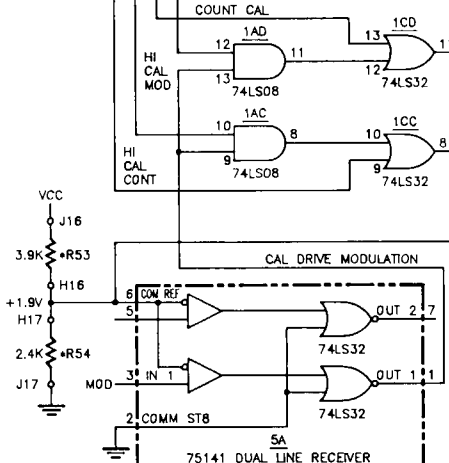 COUNT CAL
1CD
1AD
13
12
11
11
HI
CAL
MOD
12
13
74LS08
74LS32
1AC
1CC
10
8
10
8
9
9
HI
CAL
CONT
74LS08
74LS32
VCC
J16
3.9K
R53
CAL DRIVE MODULATION
H16
+1.9V
6
COM REF
H17
5
OUT 2
7
74LS32
2.4K
R54
3
IN 1
OUT 1
1
J17
MOD
74LS32
2
COMM ST8
5A
75141 DUAL LINE RECEIVER